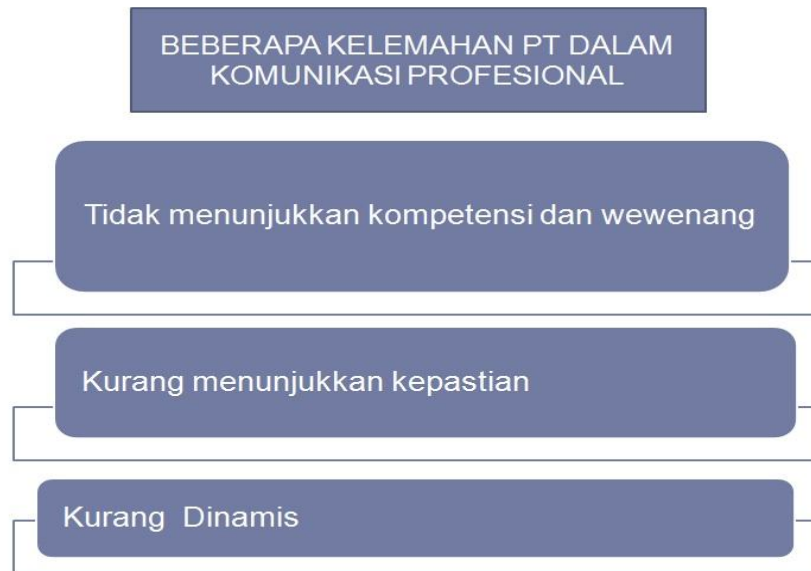 BEBERAPA KELEMAHAN PT DALAM
KOMUNIKASI PROFESIONAL
Tidak menunjukkan kompetensi dan wewenang
Kurang menunjukkan kepastian
Kurang Dinamis